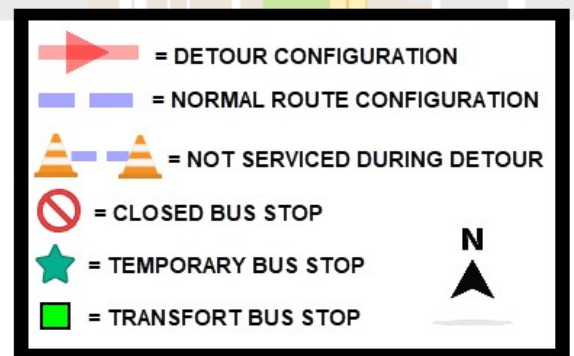 = DETOUR CONFIGURATION
= NORMAL ROUTE CONFIGURATION
= NOT SERVICED DURING DETOUR
= CLOSED BUS STOP
N
= TEMPORARY BUS STOP
= TRANSFORT BUS STOP